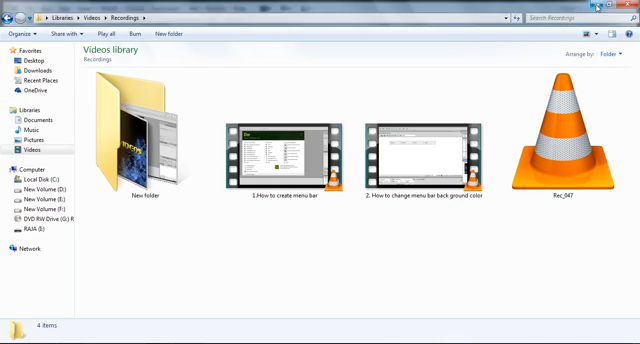 Libraries ▸ Videos ▸ Recordings ▸
Search Recordings
Organize
Share with
Play all
Burn
New folder
Favorites
Desktop
Downloads
Recent Places
OneDrive
Libraries
Documents
Music
Pictures
Videos
Computer
Local Disk (C:)
New Volume (D:)
New Volume (E:)
New Volume (F:)
DVD RW Drive (G:) R
RAJA (E:)
Network
Videos library
Recordings
Arrange by: Folder
New folder
1.How to create menu bar
2. How to change menu bar back ground color
Rec_047
4 items